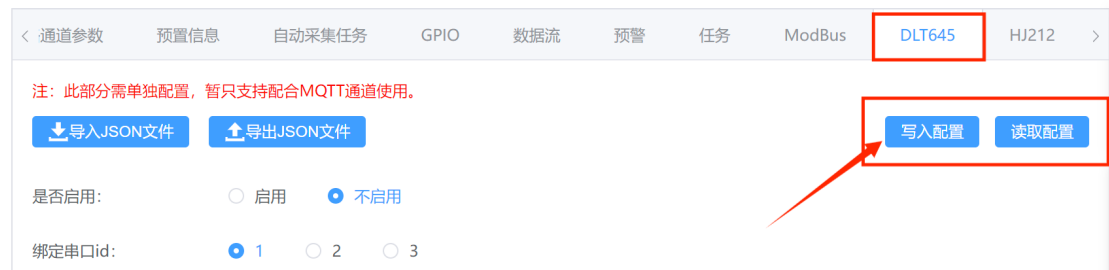 通道参数 预置信息 自动采集任务 GPIO 数据流 预警 任务 ModBus DLT645 HJ212
注：此部分需单独配置，暂只支持配合MQTT通道使用。
导入JSON文件 导出JSON文件 写入配置 读取配置
是否启用: 启用 不启用
绑定串口id: 1 2 3